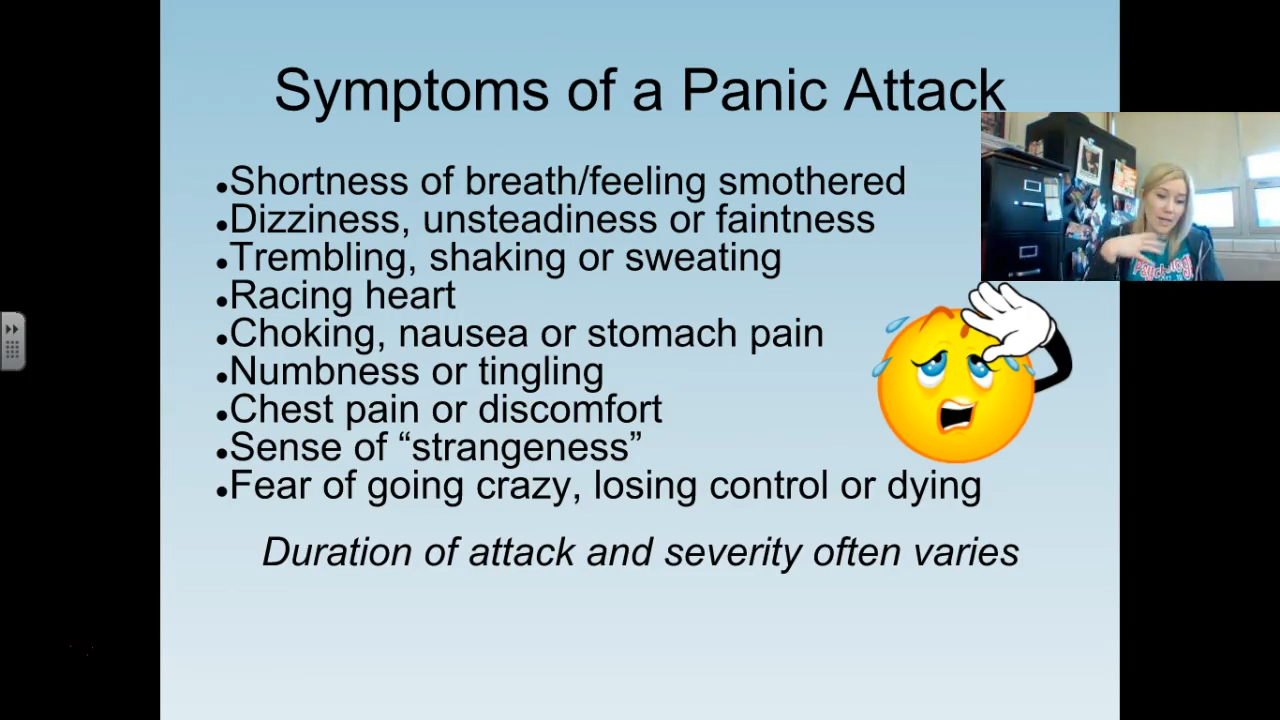 Symptoms of a Panic Attack
•Shortness of breath/feeling smothered
•Dizziness, unsteadiness or faintness
•Trembling, shaking or sweating
•Racing heart
•Choking, nausea or stomach pain
•Numbness or tingling
•Chest pain or discomfort
•Sense of “strangeness”
•Fear of going crazy, losing control or dying
Duration of attack and severity often varies
Psychology